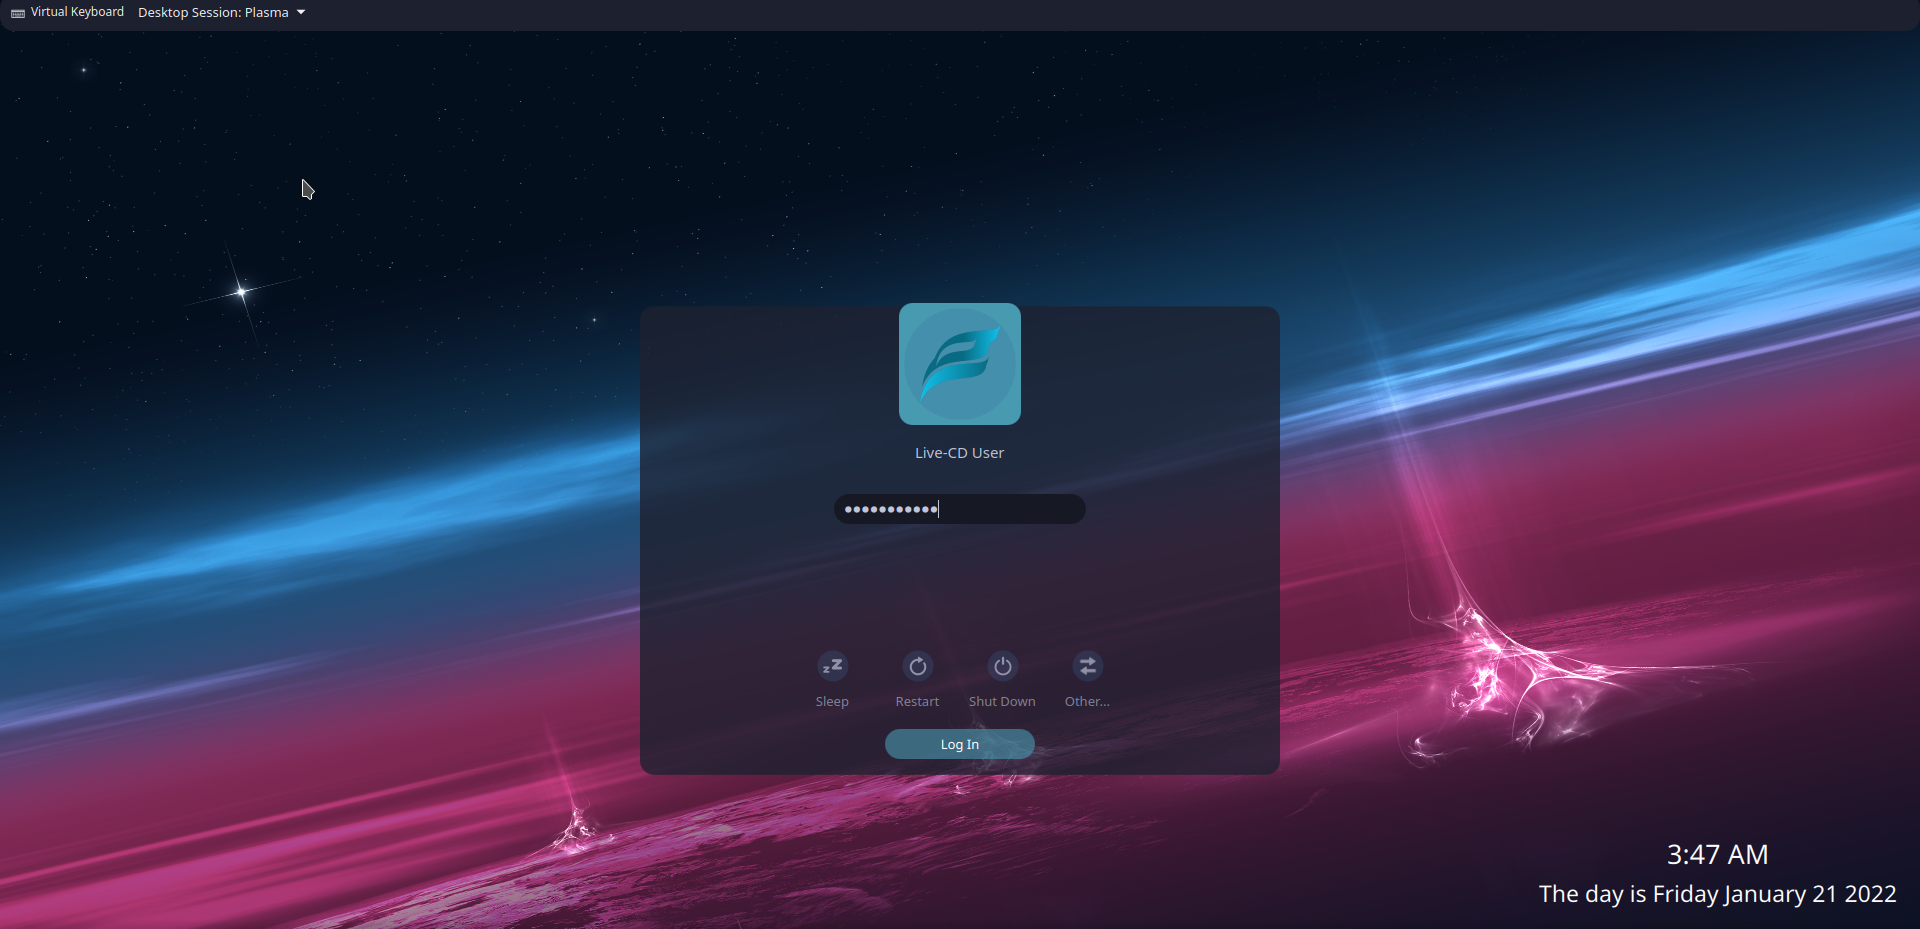 Virtual Keyboard Desktop Session: Plasma
Live-CD User
Sleep Restart Shut Down Other...
Log In
3:47 AM
The day is Friday January 21 2022